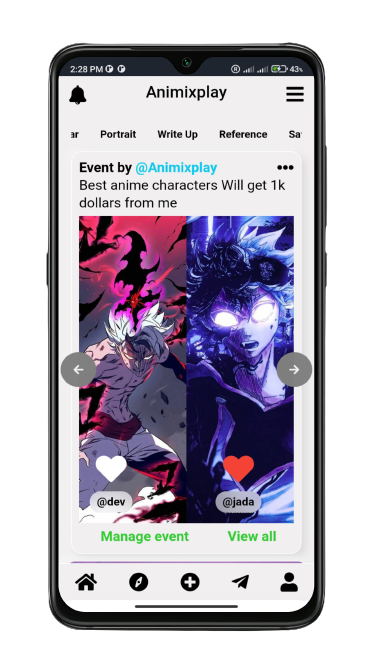 2:28 PM
43%
Animixplay
ar Portrait Write Up Reference Sa
Event by @Animixplay
Best anime characters Will get 1k
dollars from me
@dev
@jada
Manage event View all